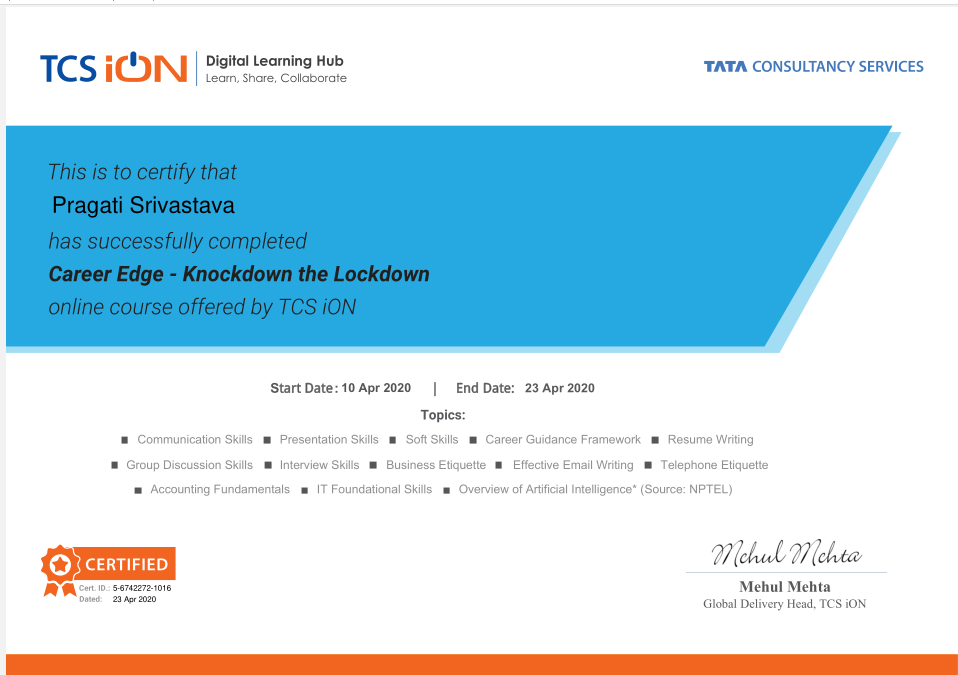 TCS iON
Digital Learning Hub
Learn, Share, Collaborate
TATA CONSULTANCY SERVICES
This is to certify that
Pragati Srivastava
has successfully completed
Career Edge - Knockdown the Lockdown
online course offered by TCS iON
Start Date: 10 Apr 2020 | End Date: 23 Apr 2020
Topics:
■ Communication Skills ■ Presentation Skills ■ Soft Skills ■ Career Guidance Framework ■ Resume Writing
■ Group Discussion Skills ■ Interview Skills ■ Business Etiquette ■ Effective Email Writing ■ Telephone Etiquette
■ Accounting Fundamentals ■ IT Foundational Skills ■ Overview of Artificial Intelligence* (Source: NPTEL)
CERTIFIED
Cert. ID.: 5-6742272-1016
Dated: 23 Apr 2020
Mehul Mehta
Mehul Mehta
Global Delivery Head, TCS iON